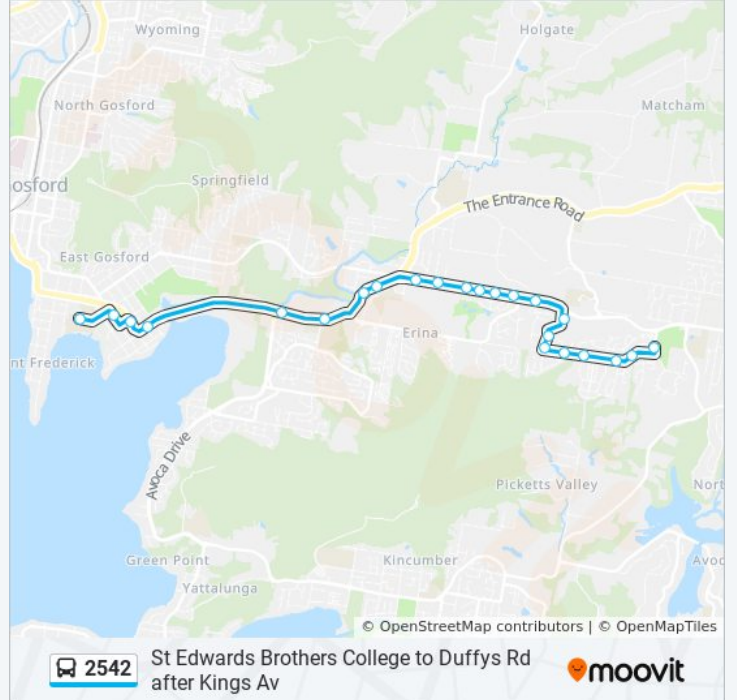 Wyoming
Holgate
North Gosford
Matcham
osford
Springfield
The Entrance Road
East Gosford
Erina
nt Frederick
Avoca Drive
Picketts Valley
Nort
Green Point
Kincumber
Avoc
Yattalunga
© OpenStreetMap contributors | © OpenMapTiles
2542
St Edwards Brothers College to Duffys Rd
after Kings Av
moovit